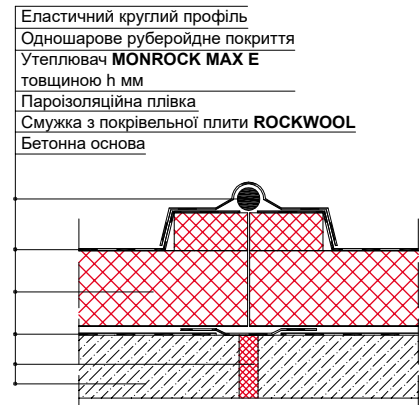 Еластичний круглий профіль
Одношарове руберойдне покриття
Утеплювач MONROCK MAX E
товщиною h мм
Пароізоляційна плівка
Смужка з покрівельної плити ROCKWOOL
Бетонна основа